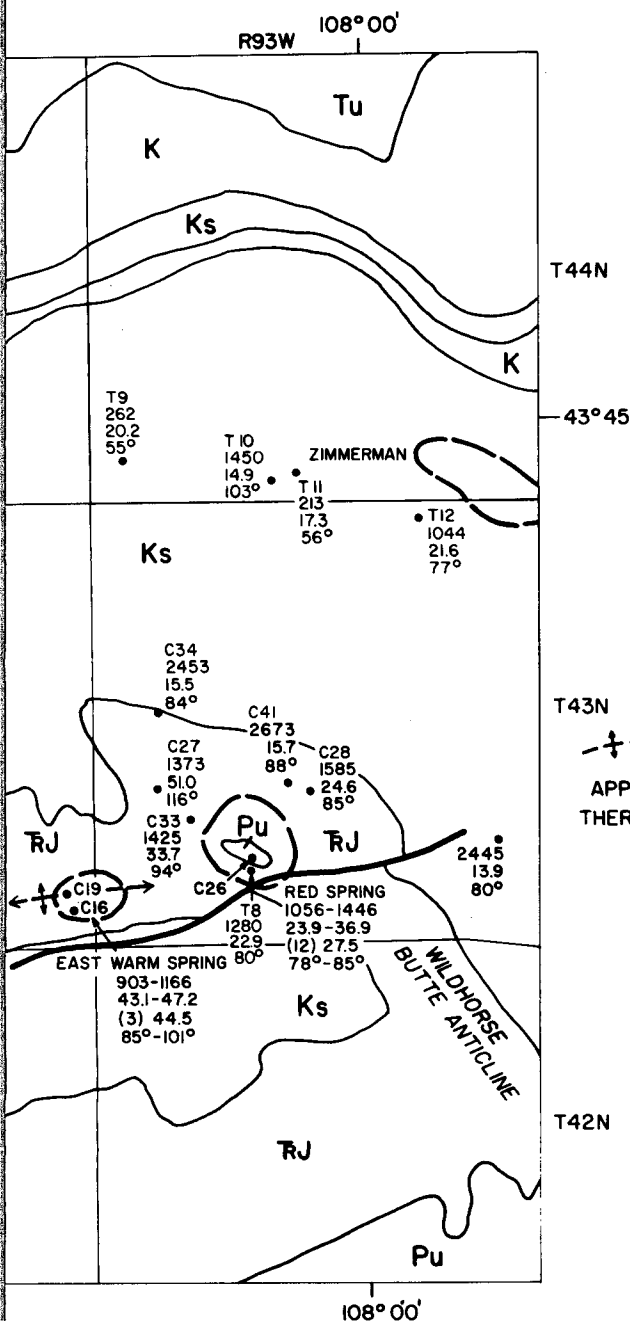 108°00'
R93W
Tu
K
Ks
T44N
K
43°45
T9
262
20.2
55°
T10
1450
14.9
103°
ZIMMERMAN
T11
213
17.3
56°
T12
1044
21.6
77°
Ks
C34
2453
15.5
84°
T43N
C41
2673
15.7
88°
C27
1373
51.0
116°
C28
1585
24.6
85°
APP
THER
C33
1425
33.7
94°
Pu
TRJ
TRJ
2445
13.9
80°
C19
C16
C26
RED SPRING
1056-1446
23.9-36.9
(12) 27.5
78°-85°
T8
1280
22.9
80°
EAST WARM SPRING
903-1166
43.1-47.2
(3) 44.5
85°-101°
WILDHORSE
BUTTE ANTICLINE
Ks
T42N
TRJ
Pu
108°00'